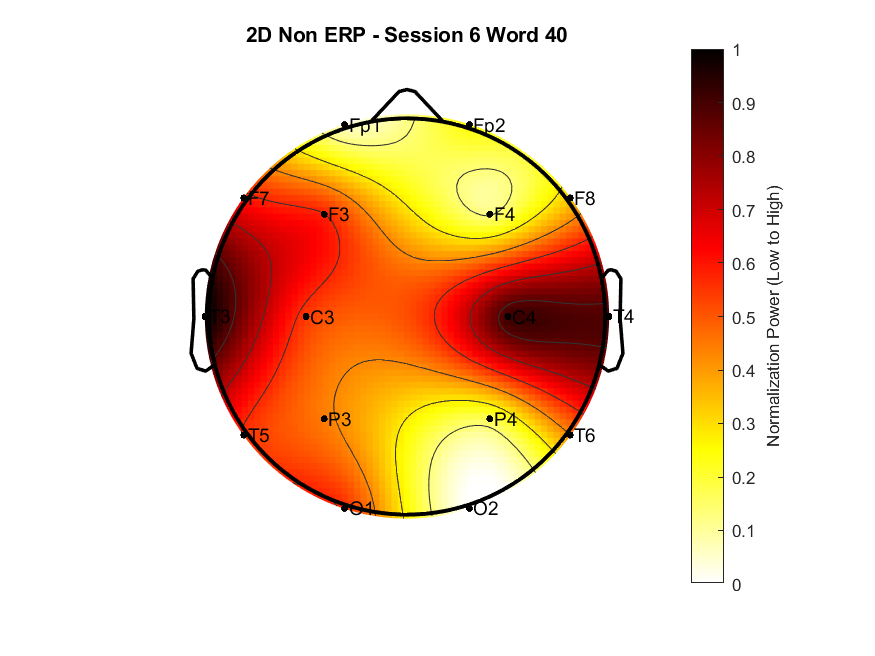 2D Non ERP - Session 6 Word 40
Fp1
Fp2
F7
F3
F4
F8
T3
C3
C4
T4
T5
P3
P4
T6
O1
O2
1
0.9
0.8
0.7
0.6
0.5
0.4
0.3
0.2
0.1
0
Normalization Power (Low to High)